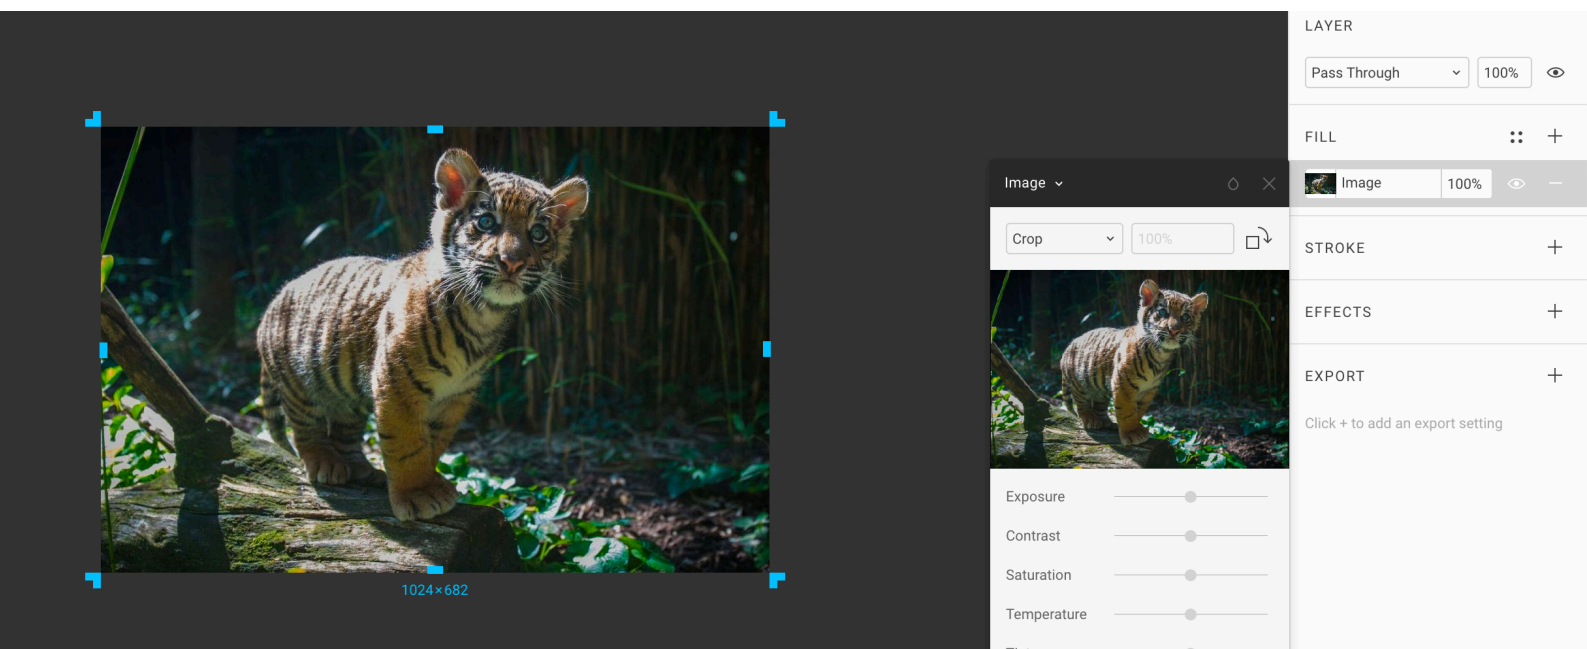 LAYER
Pass Through
100%
FILL
Image
100%
Image
Crop
100%
STROKE
EFFECTS
EXPORT
Click + to add an export setting
Exposure
Contrast
Saturation
Temperature
1024×682